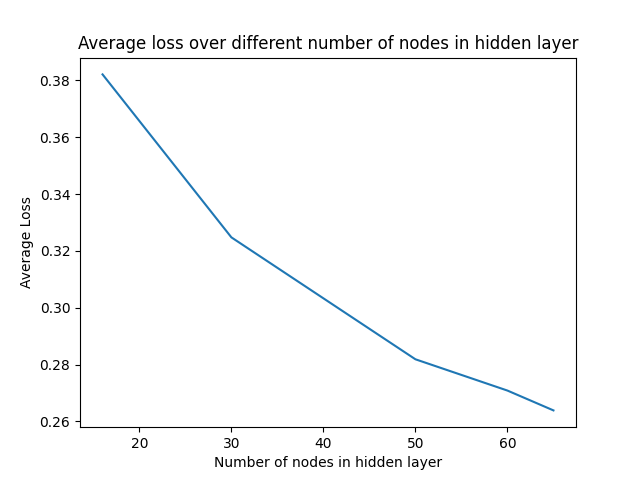 Average loss over different number of nodes in hidden layer
0.38
0.36
0.34
0.32
0.30
0.28
0.26
Average Loss
20 30 40 50 60
Number of nodes in hidden layer